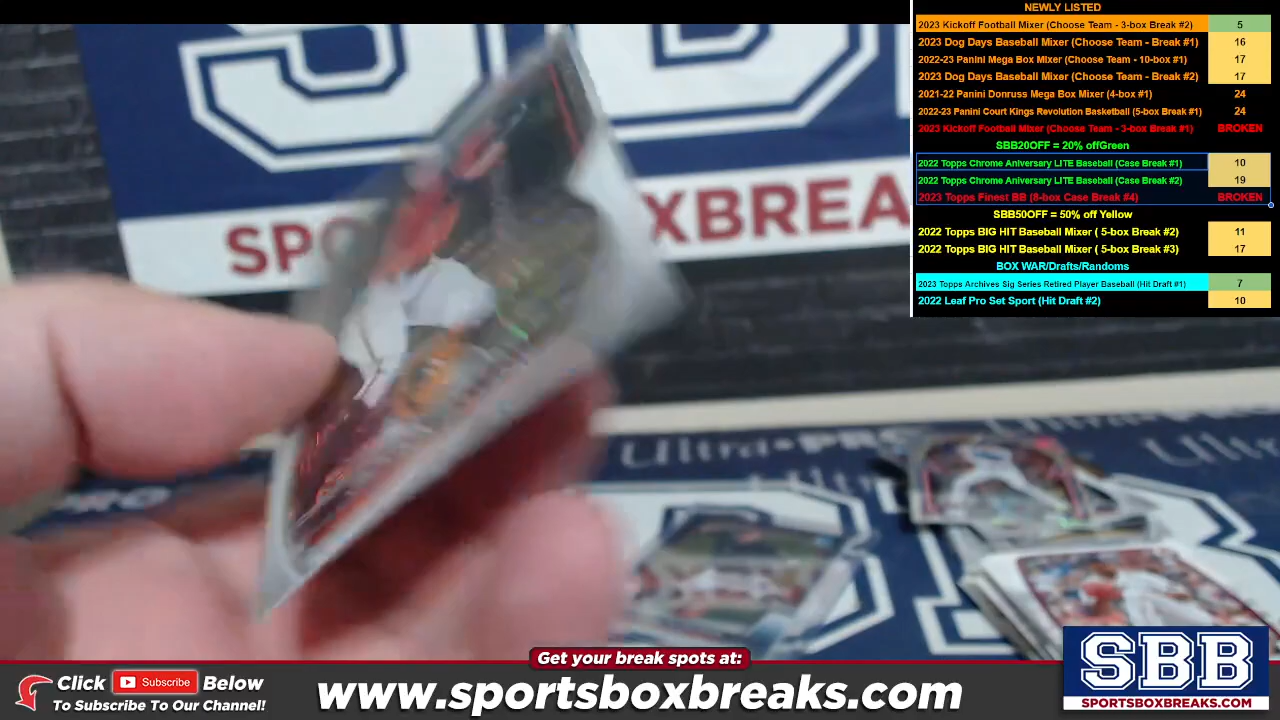 NEWLY LISTED
2023 Kickoff Football Mixer (Choose Team - 3-box Break #2) 5
2023 Dog Days Baseball Mixer (Choose Team - Break #1) 16
2022-23 Panini Mega Box Mixer (Choose Team - 10-box #1) 17
2023 Dog Days Baseball Mixer (Choose Team - Break #2) 17
2021-22 Panini Donruss Mega Box Mixer (4-box #1) 24
2022-23 Panini Court Kings Revolution Basketball (5-box Break #1) 24
2023 Kickoff Football Mixer (Choose Team - 3-box Break #1) BROKEN
SBB20OFF = 20% offGreen
2022 Topps Chrome Aniversary LITE Baseball (Case Break #1) 10
2022 Topps Chrome Aniversary LITE Baseball (Case Break #2) 19
2023 Topps Finest BB (8-box Case Break #4) BROKEN
SBB50OFF = 50% off Yellow
2022 Topps BIG HIT Baseball Mixer ( 5-box Break #2) 11
2022 Topps BIG HIT Baseball Mixer ( 5-box Break #3) 17
BOX WAR/Drafts/Randoms
2023 Topps Archives Sig Series Retired Player Baseball (Hit Draft #1) 7
2022 Leaf Pro Set Sport (Hit Draft #2) 10
SP
XBREA
Ultra PRO
Ultra
PRO
Get your break spots at:
Click Subscribe Below
To Subscribe To Our Channel!
www.sportsboxbreaks.com
SBB
SPORTSBOXBREAKS.COM